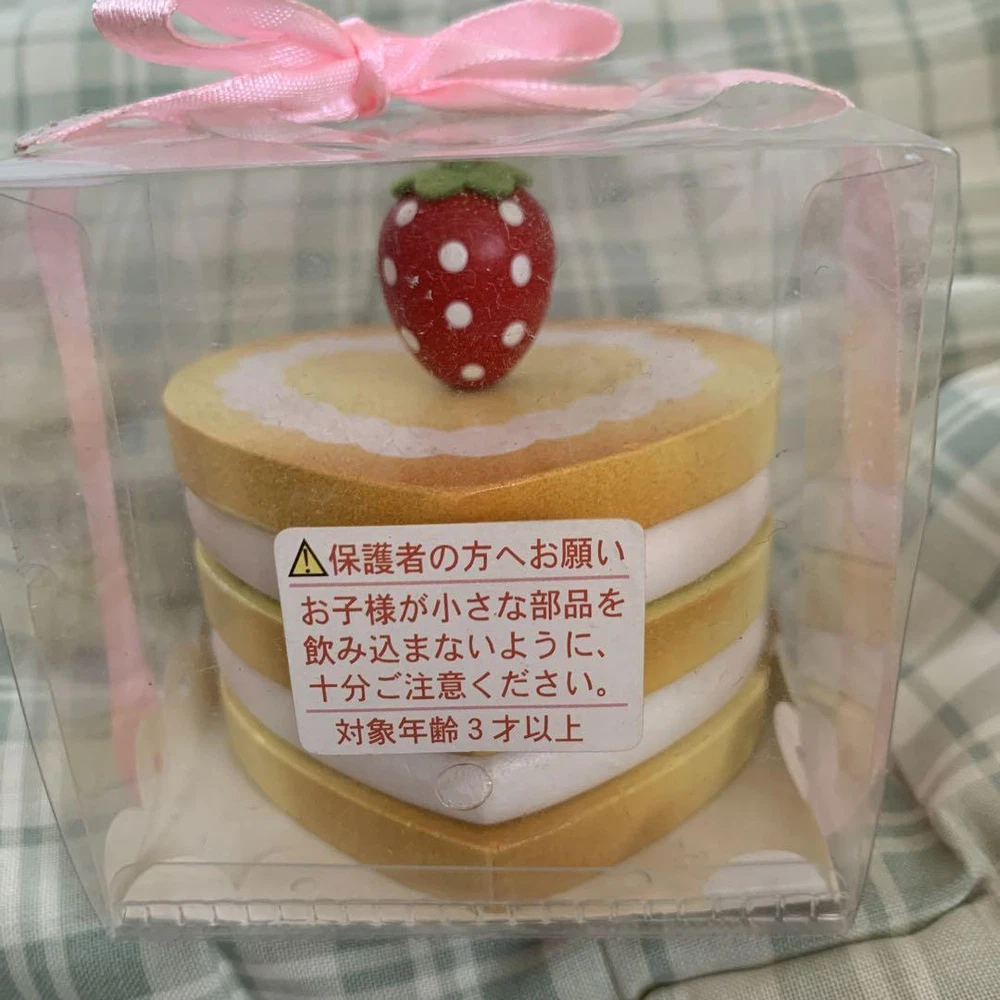 ⚠保護者の方へお願い
お子様が小さな部品を
飲み込まないように、
十分ご注意ください。
対象年齢3才以上